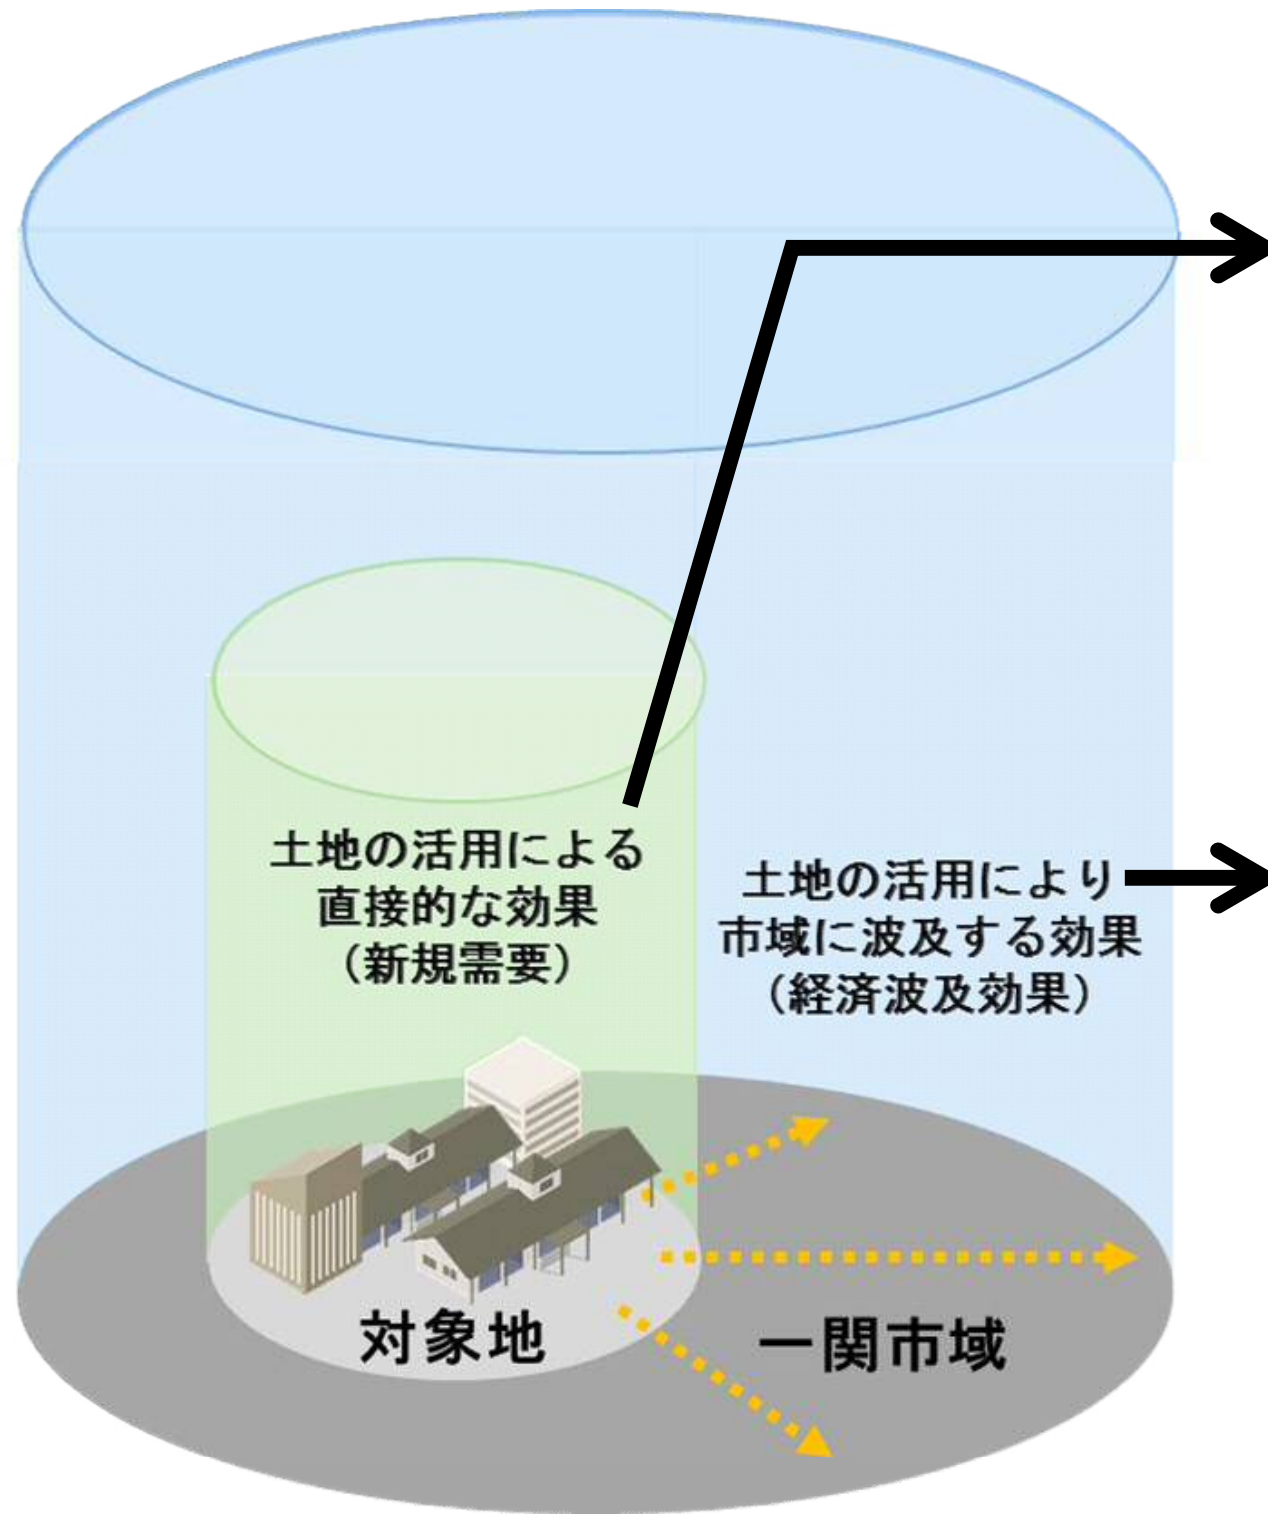 土地の活用による
直接的な効果
（新規需要）
土地の活用により
市域に波及する効果
（経済波及効果）
対象地
一関市域